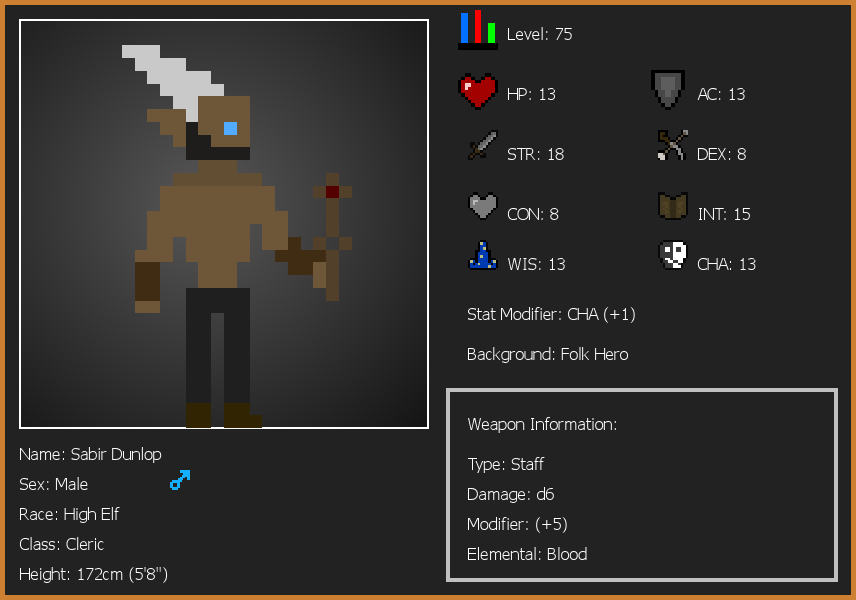 Level: 75
HP: 13
AC: 13
STR: 18
DEX: 8
CON: 8
INT: 15
WIS: 13
CHA: 13
Stat Modifier: CHA (+1)
Background: Folk Hero
Weapon Information:
Type: Staff
Damage: d6
Modifier: (+5)
Elemental: Blood
Name: Sabir Dunlop
Sex: Male
Race: High Elf
Class: Cleric
Height: 172cm (5'8")